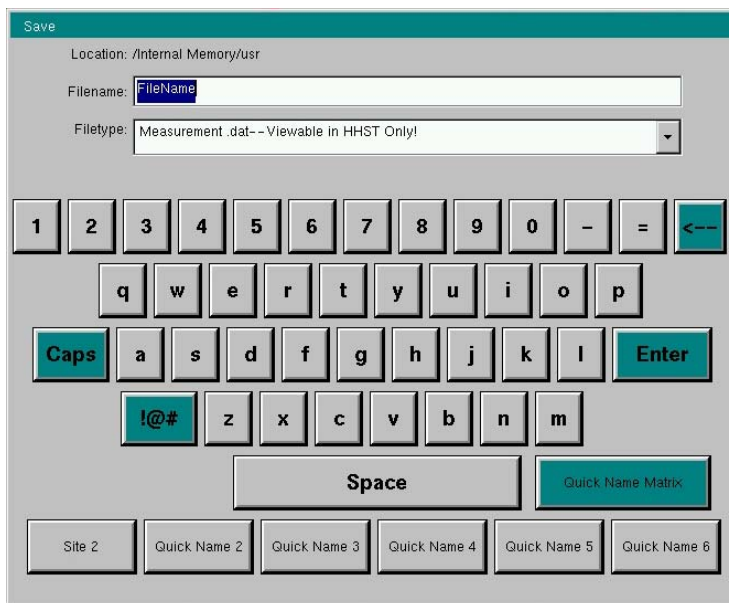 Save
Location: /Internal Memory/usr
Filename: FileName
Filetype: Measurement .dat--Viewable in HHST Only!
1 2 3 4 5 6 7 8 9 0 - = <--
q w e r t y u i o p
Caps a s d f g h j k l Enter
!@# z x c v b n m
Space Quick Name Matrix
Site 2 Quick Name 2 Quick Name 3 Quick Name 4 Quick Name 5 Quick Name 6